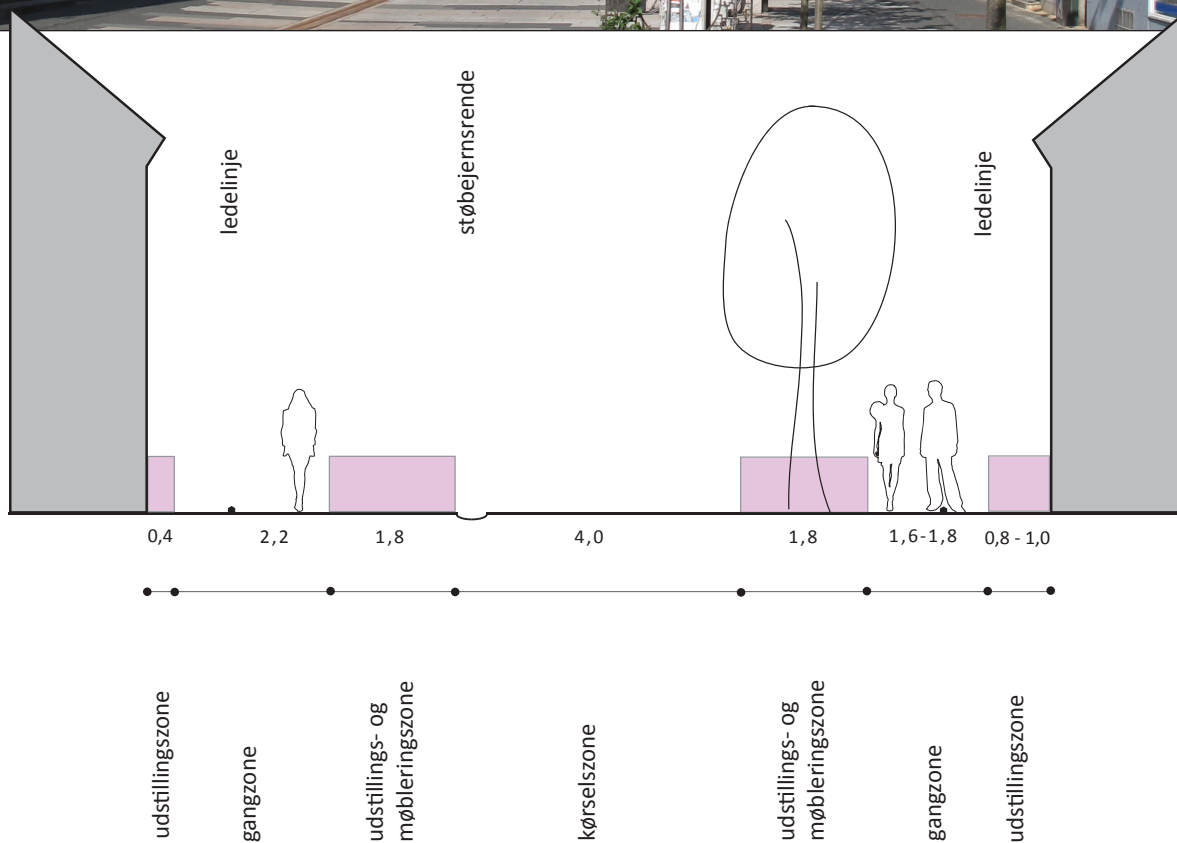 ledelinje
støbejernsrende
ledelinje
0,4
2,2
1,8
4,0
1,8
1,6-1,8
0,8 - 1,0
udstillingszone
gangzone
udstillings- og
møbleringszone
kørselszone
udstillings- og
møbleringszone
gangzone
udstillingszone